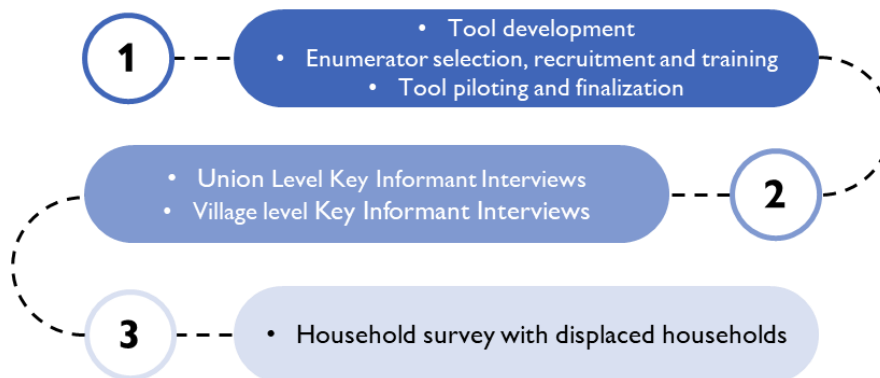 1
• Tool development
• Enumerator selection, recruitment and training
• Tool piloting and finalization
• Union Level Key Informant Interviews
• Village level Key Informant Interviews
2
3
• Household survey with displaced households